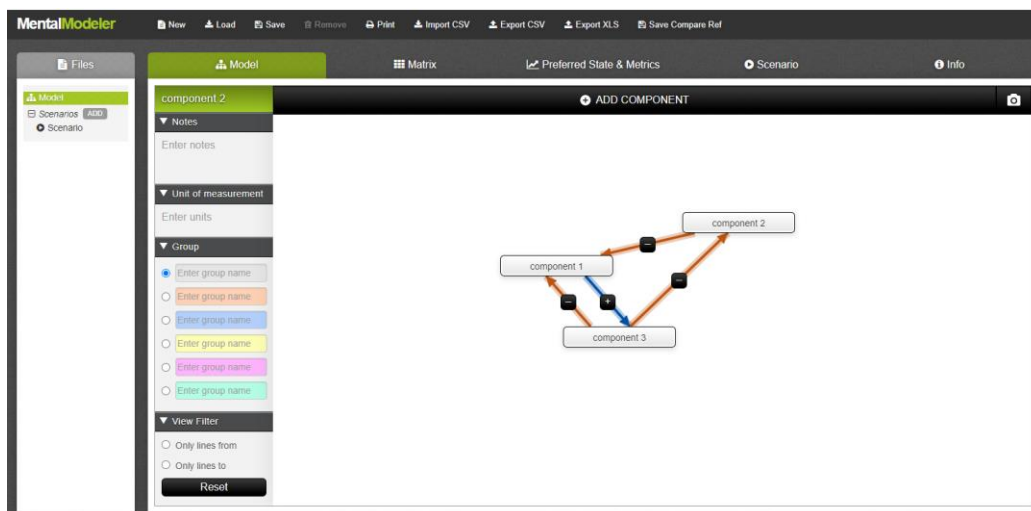 MentalModeler New Load Save Remove Print Import CSV Export CSV Export XLS Save Compare Ref
Files Model Matrix Preferred State & Metrics Scenario Info
Model
Scenarios ADD
Scenario
component 2 ADD COMPONENT
Notes
Enter notes
Unit of measurement
Enter units
Group
Enter group name
Enter group name
Enter group name
Enter group name
Enter group name
Enter group name
View Filter
Only lines from
Only lines to
Reset
component 2
component 1
component 3